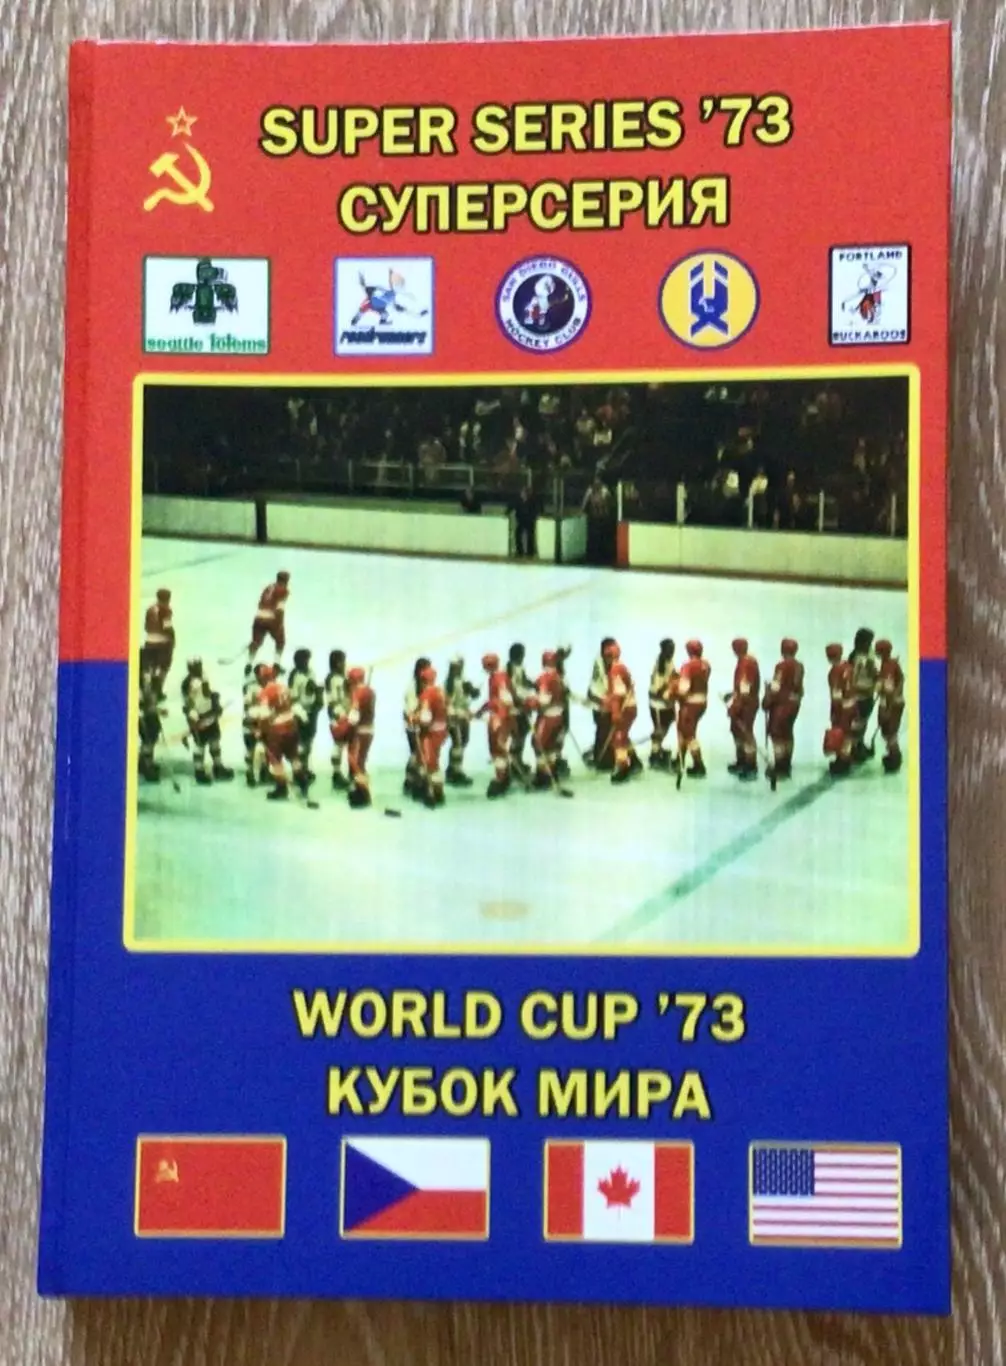 SUPER SERIES '73
СУПЕРСЕРИЯ
seattle totems
roadrunners
SAN DIEGO GULLS
HOCKEY CLUB
PORTLAND
BUCKAROOS
WORLD CUP '73
КУБОК МИРА